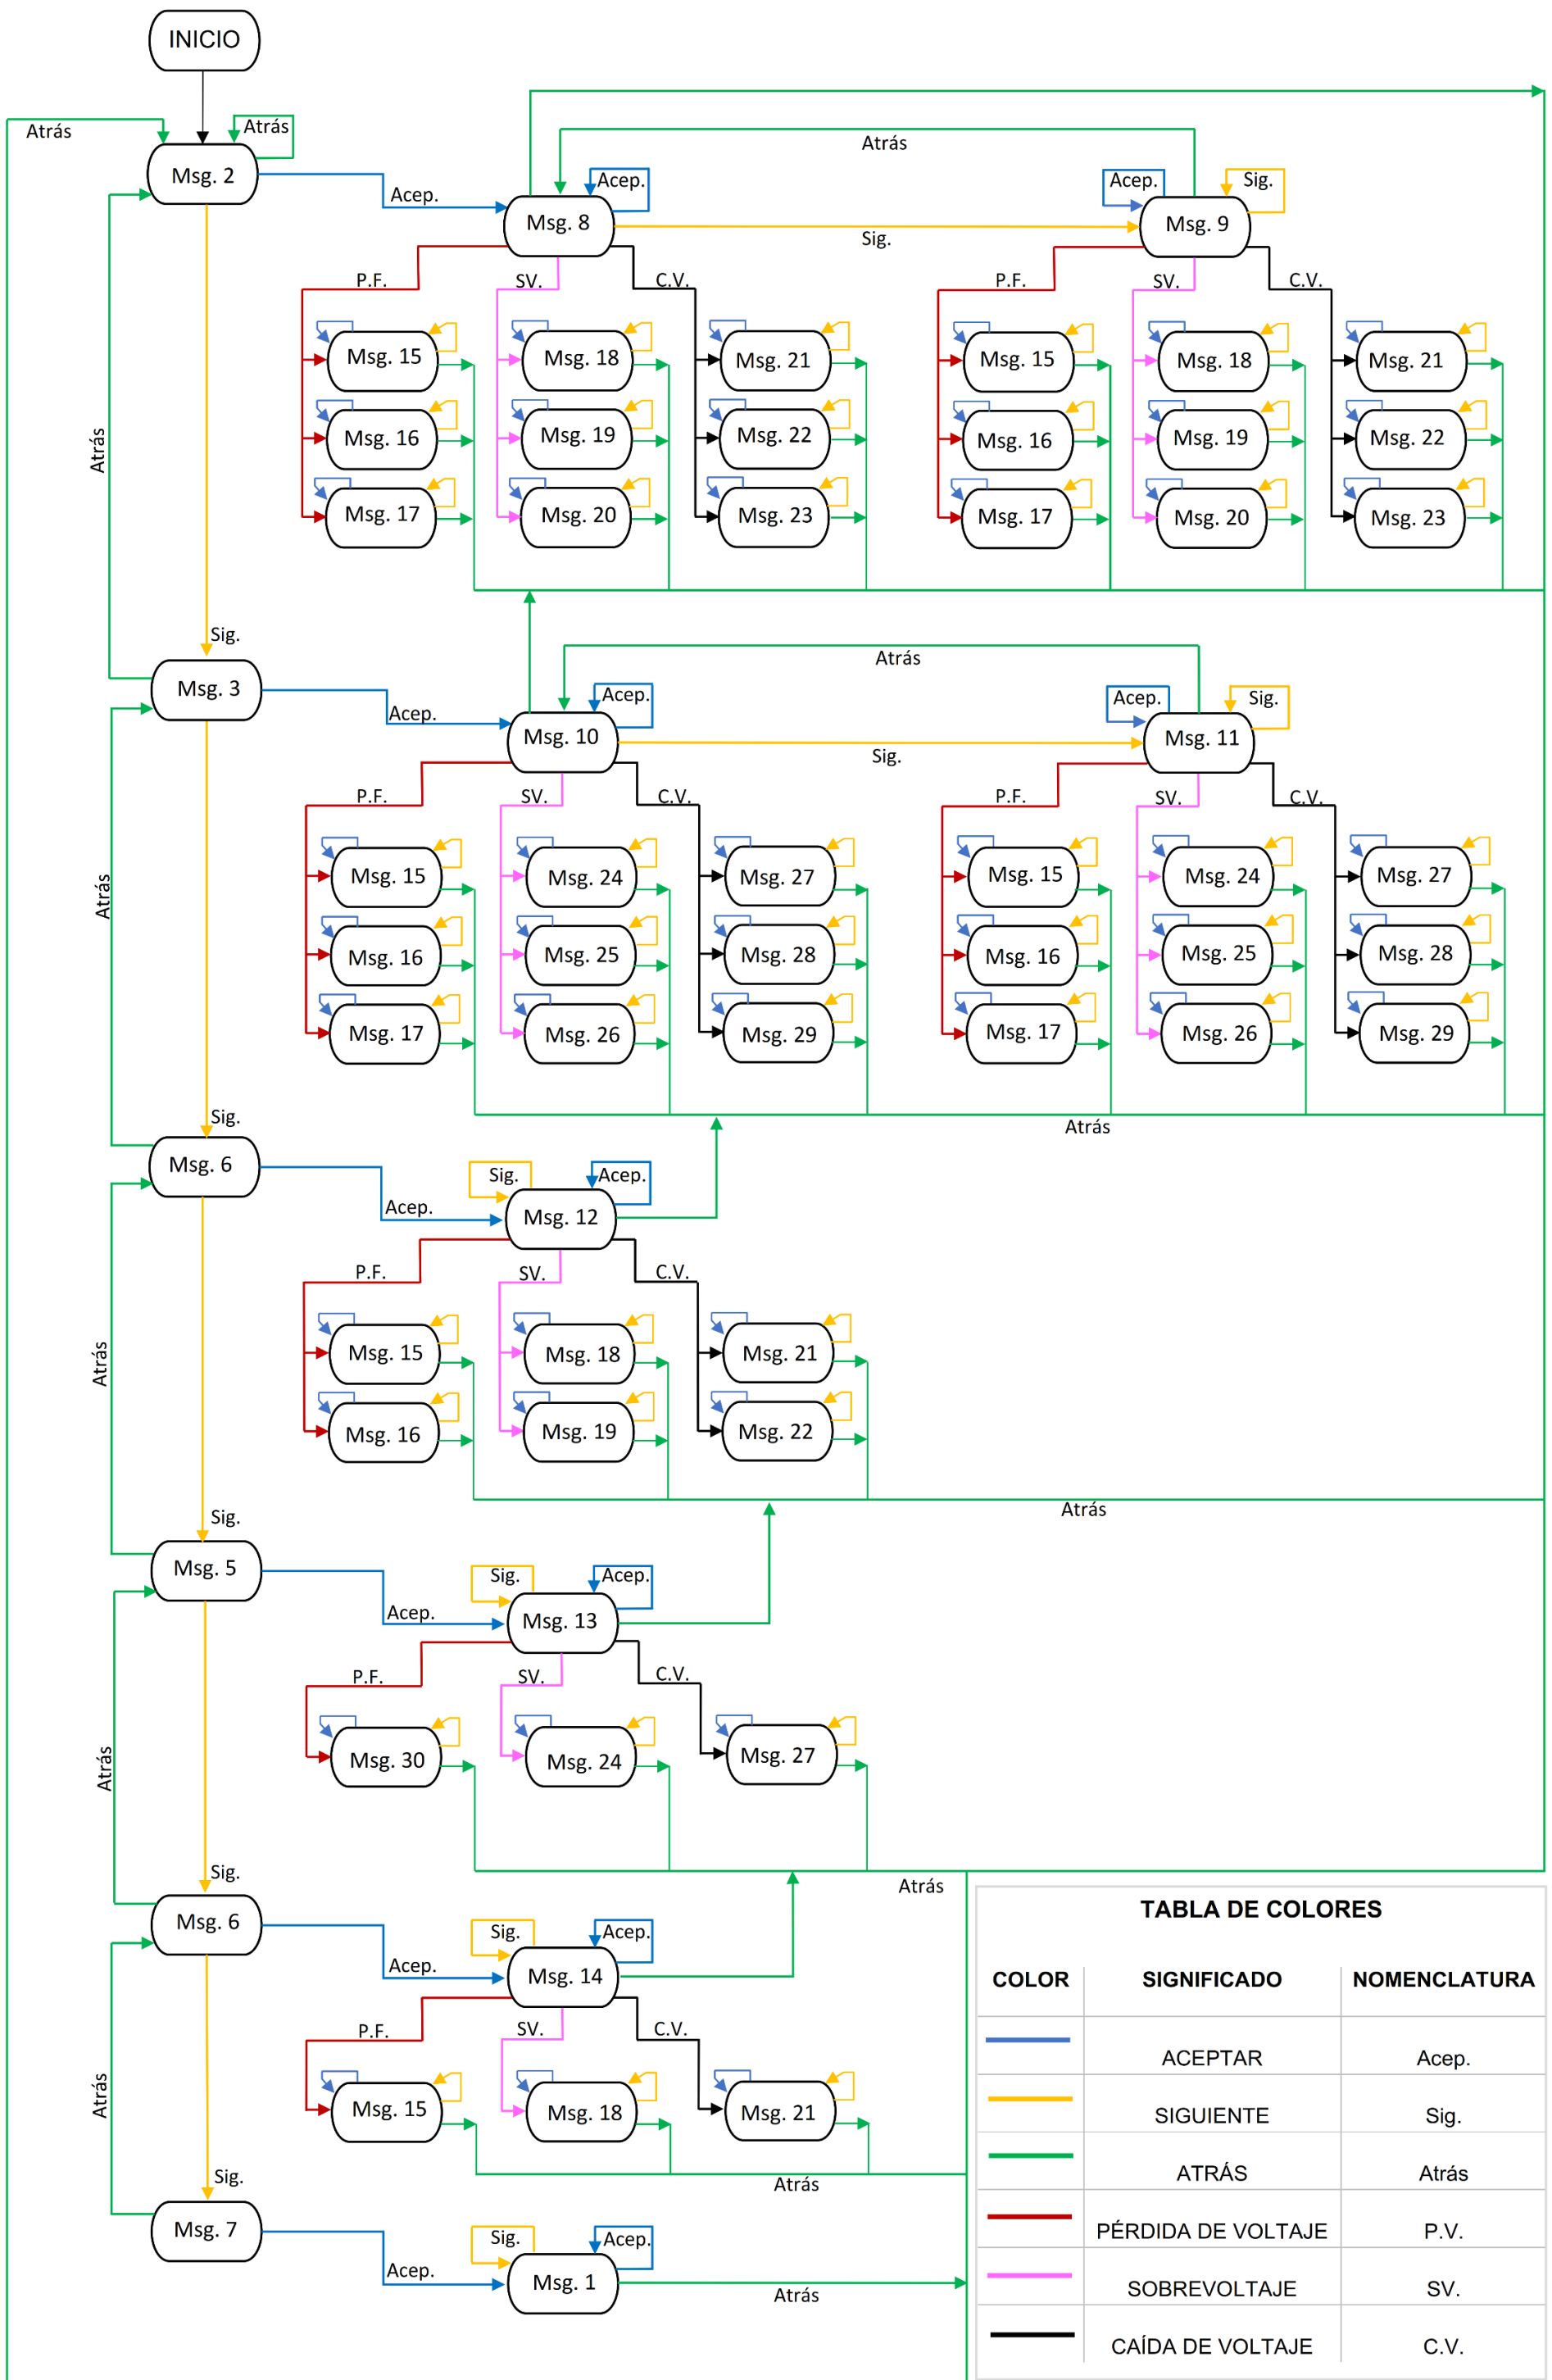 INICIO
Atrás
Atrás
Msg. 2
Acep.
Atrás
Acep.
Msg. 8
Sig.
Acep.
Sig.
Msg. 9
P.F.
SV.
C.V.
P.F.
SV.
C.V.
Msg. 15
Msg. 18
Msg. 21
Msg. 15
Msg. 18
Msg. 21
Msg. 16
Msg. 19
Msg. 22
Msg. 16
Msg. 19
Msg. 22
Msg. 17
Msg. 20
Msg. 23
Msg. 17
Msg. 20
Msg. 23
Atrás
Sig.
Msg. 3
Acep.
Atrás
Acep.
Msg. 10
Sig.
Acep.
Sig.
Msg. 11
P.F.
SV.
C.V.
P.F.
SV.
C.V.
Msg. 15
Msg. 24
Msg. 27
Msg. 15
Msg. 24
Msg. 27
Msg. 16
Msg. 25
Msg. 28
Msg. 16
Msg. 25
Msg. 28
Msg. 17
Msg. 26
Msg. 29
Msg. 17
Msg. 26
Msg. 29
Atrás
Atrás
Sig.
Msg. 6
Acep.
Sig.
Acep.
Msg. 12
P.F.
SV.
C.V.
Msg. 15
Msg. 18
Msg. 21
Msg. 16
Msg. 19
Msg. 22
Atrás
Atrás
Sig.
Msg. 5
Acep.
Sig.
Acep.
Msg. 13
P.F.
SV.
C.V.
Msg. 30
Msg. 24
Msg. 27
Atrás
Atrás
Sig.
Msg. 6
Acep.
Sig.
Acep.
Msg. 14
P.F.
SV.
C.V.
Msg. 15
Msg. 18
Msg. 21
Atrás
Atrás
Sig.
Msg. 7
Acep.
Sig.
Acep.
Msg. 1
Atrás
TABLA DE COLORES
COLOR SIGNIFICADO NOMENCLATURA
ACEPTAR Acep.
SIGUIENTE Sig.
ATRÁS Atrás
PÉRDIDA DE VOLTAJE P.V.
SOBREVOLTAJE SV.
CAÍDA DE VOLTAJE C.V.